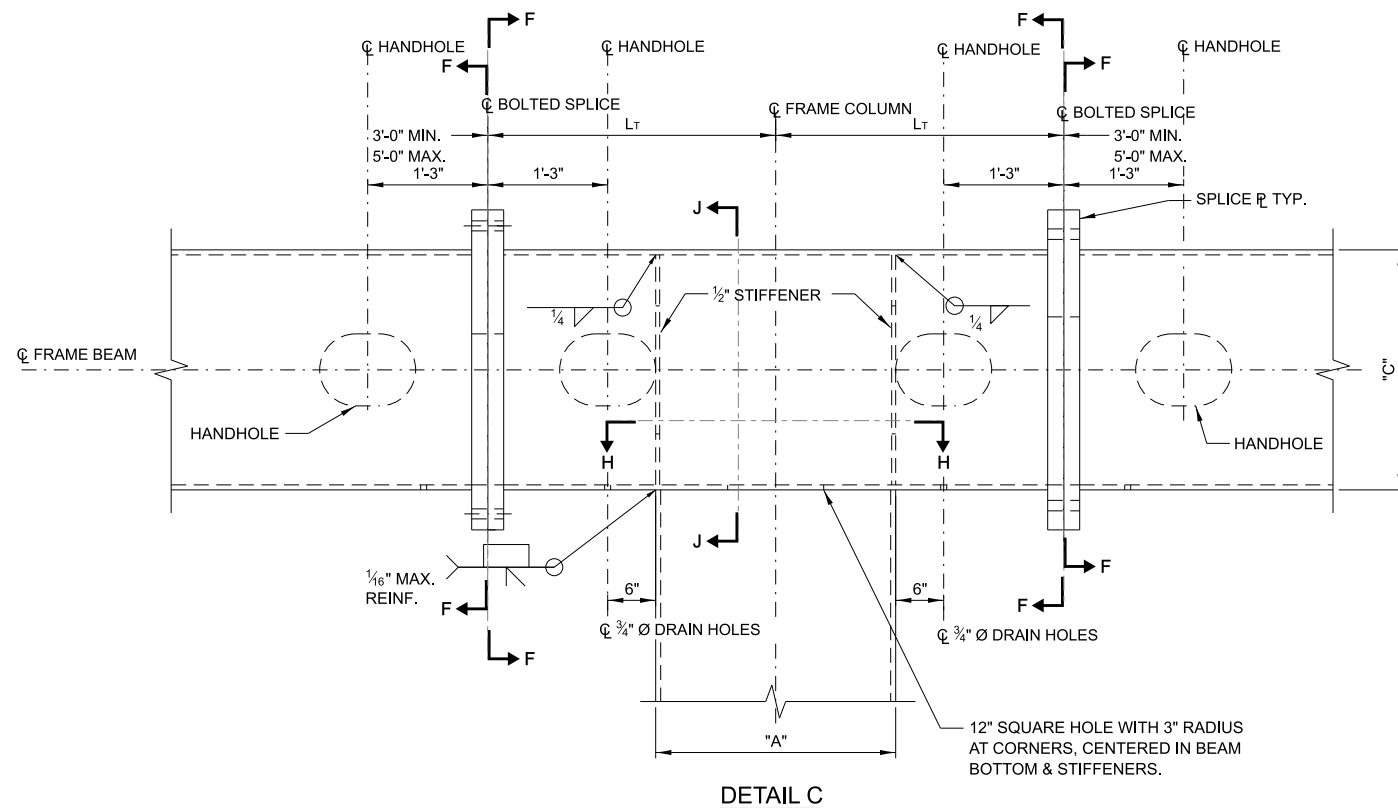 F
F
℄ HANDHOLE
℄ HANDHOLE
℄ HANDHOLE
℄ HANDHOLE
F
F
℄ BOLTED SPLICE
℄ FRAME COLUMN
℄ BOLTED SPLICE
3'-0" MIN.
5'-0" MAX.
LT
LT
3'-0" MIN.
5'-0" MAX.
1'-3"
1'-3"
1'-3"
1'-3"
SPLICE ⅊ TYP.
J
½" STIFFENER
¼
¼
℄ FRAME BEAM
"C"
HANDHOLE
HANDHOLE
H
H
J
1/16" MAX.
REINF.
F
F
6"
6"
F
F
℄ ¾" Ø DRAIN HOLES
℄ ¾" Ø DRAIN HOLES
12" SQUARE HOLE WITH 3" RADIUS
AT CORNERS, CENTERED IN BEAM
BOTTOM & STIFFENERS.
"A"
DETAIL C